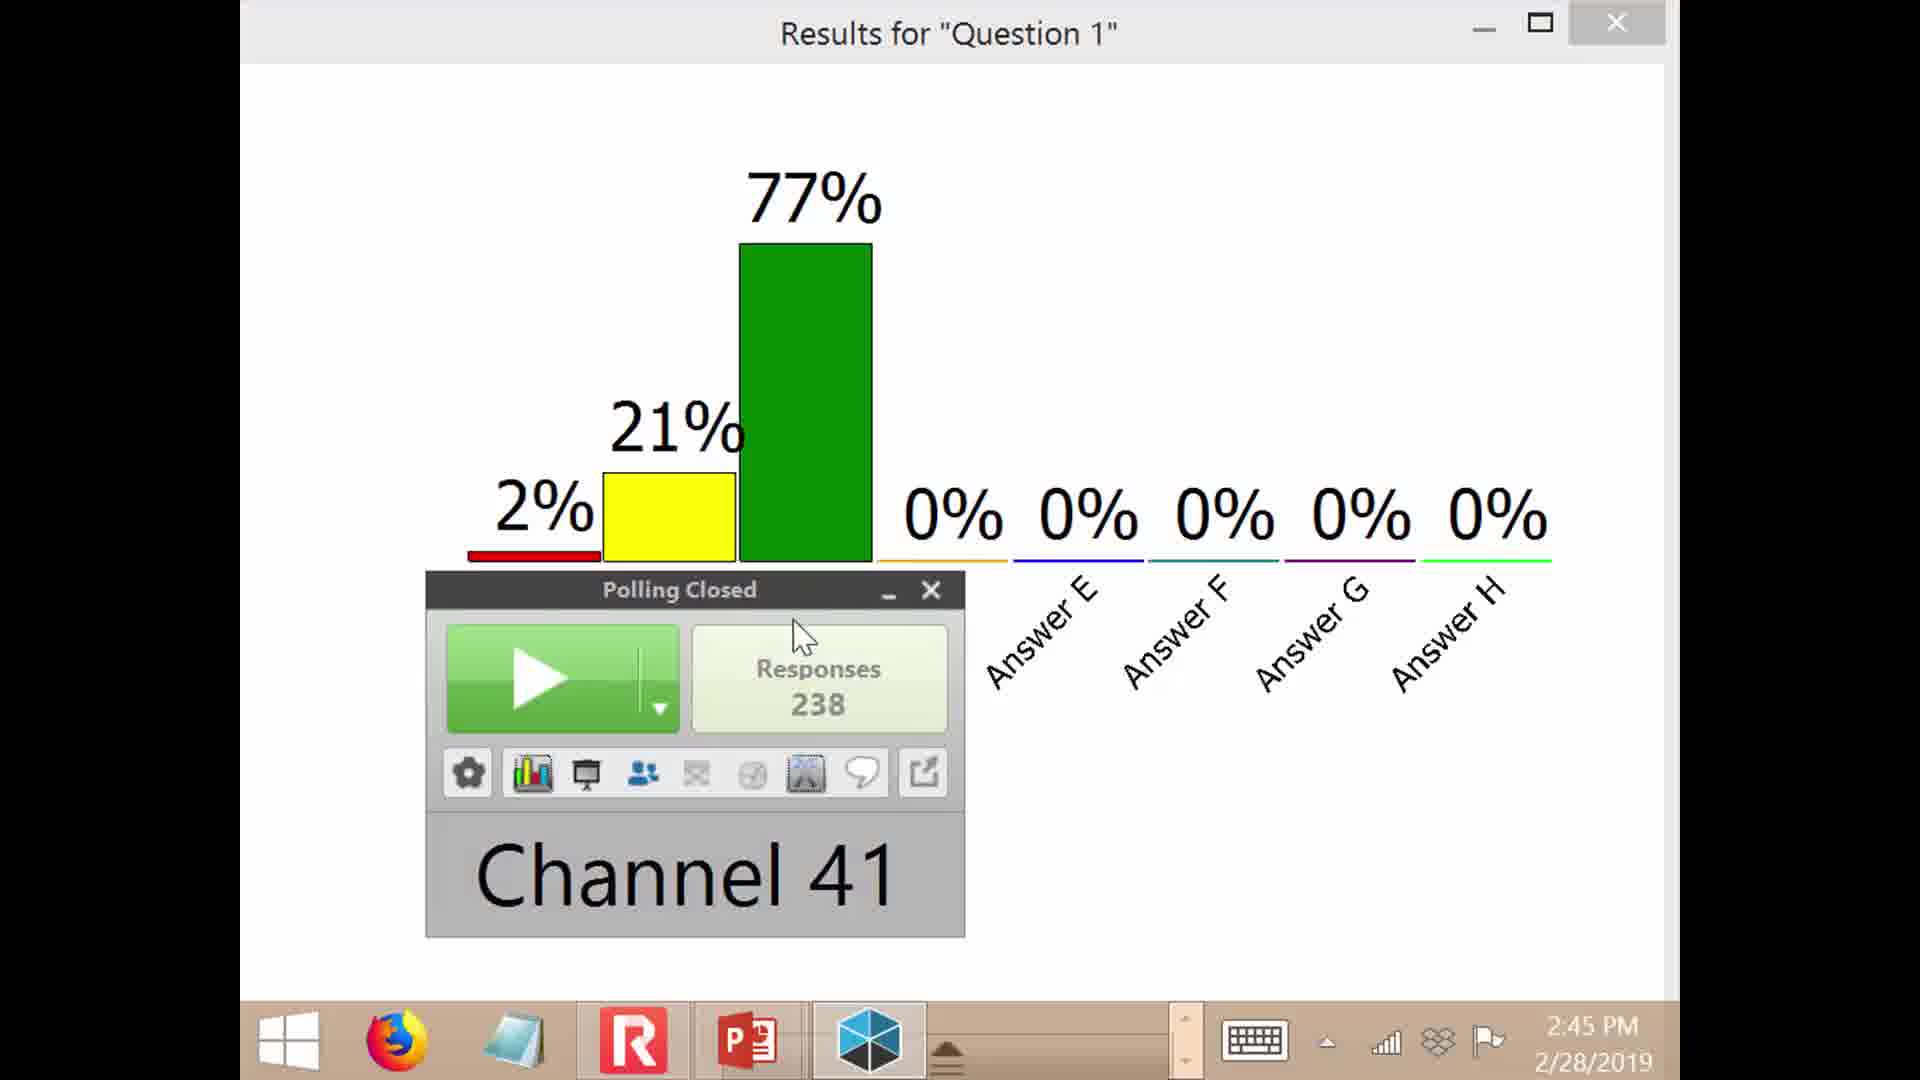 Results for "Question 1"
77%
21%
2%
0%
0%
0%
0%
0%
Answer E
Answer F
Answer G
Answer H
Polling Closed
Responses
238
Channel 41
2:45 PM
2/28/2019